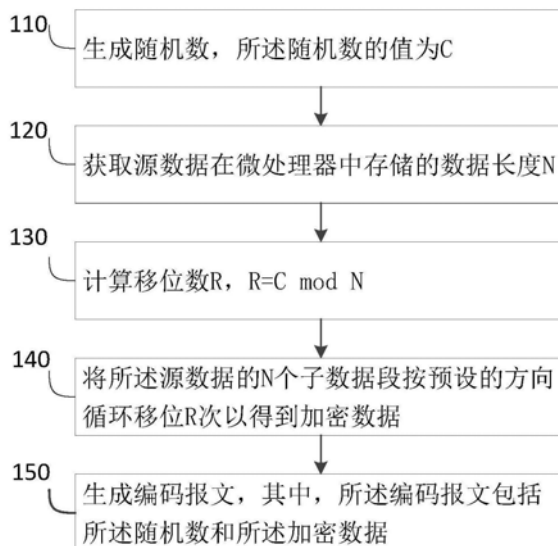 110
生成随机数，所述随机数的值为C
120
获取源数据在微处理器中存储的数据长度N
130
计算移位数R，R=C mod N
140
将所述源数据的N个子数据段按预设的方向
循环移位R次以得到加密数据
150
生成编码报文，其中，所述编码报文包括
所述随机数和所述加密数据